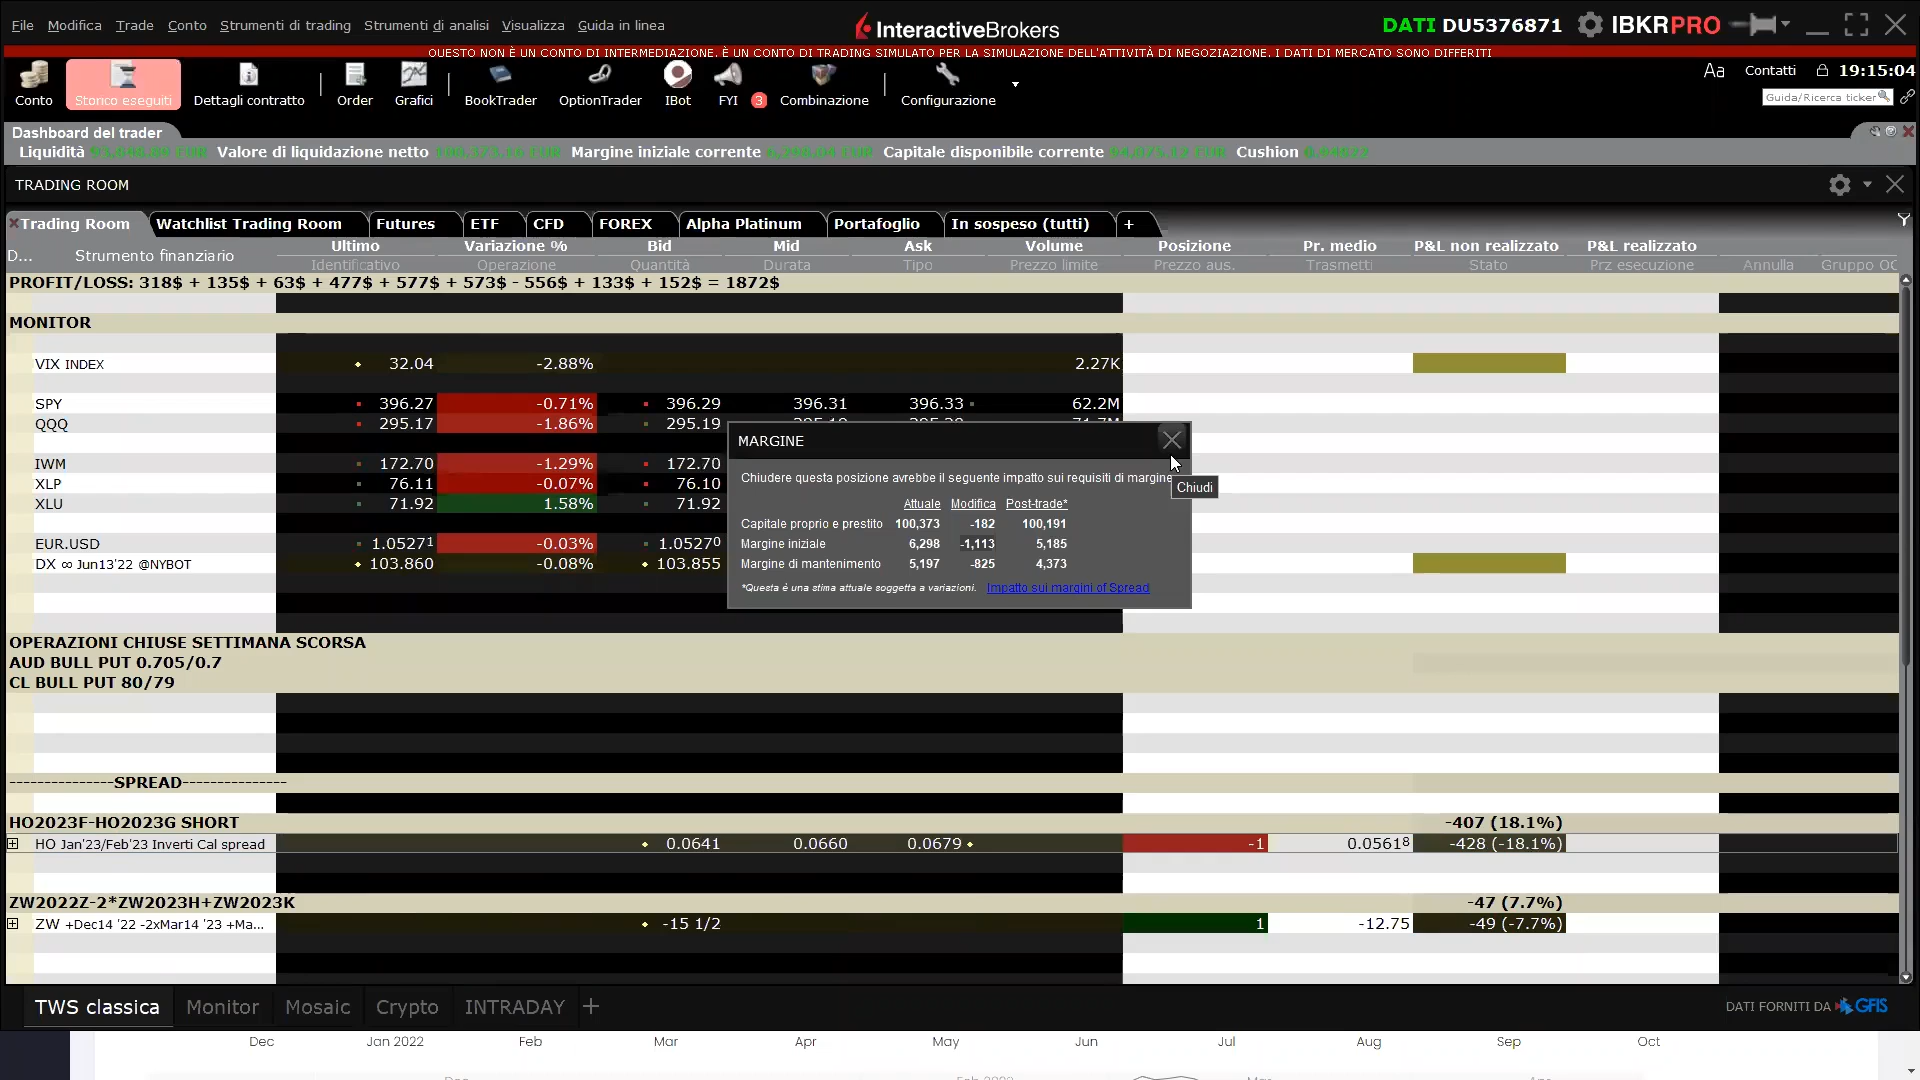 File Modifica Trade Conto Strumenti di trading Strumenti di analisi Visualizza Guida in linea InteractiveBrokers DATI DU5376871 IBKRPRO
QUESTO NON È UN CONTO DI INTERMEDIAZIONE. È UN CONTO DI TRADING SIMULATO PER LA SIMULAZIONE DELL'ATTIVITÀ DI NEGOZIAZIONE. I DATI DI MERCATO SONO DIFFERITI
Aa Contatti 19:15:04
Conto Storico eseguiti Dettagli contratto Order Grafici BookTrader OptionTrader IBot FYI 3 Combinazione Configurazione Guida/Ricerca ticker
Dashboard del trader
Liquidità Valore di liquidazione netto Margine iniziale corrente Capitale disponibile corrente Cushion
TRADING ROOM
Trading Room Watchlist Trading Room Futures ETF CFD FOREX Alpha Platinum Portafoglio In sospeso (tutti) +
D... Strumento finanziario Ultimo Variazione % Bid Mid Ask Volume Posizione Pr. medio P&L non realizzato P&L realizzato
Identificativo Operazione Quantità Durata Tipo Prezzo limite Prezzo aus. Trasmetti Stato Prz esecuzione Annulla Gruppo OC
PROFIT/LOSS: 318$ + 135$ + 63$ + 477$ + 577$ + 573$ - 556$ + 133$ + 152$ = 1872$
MONITOR
VIX INDEX 32.04 -2.88% 2.27K
SPY 396.27 -0.71% 396.29 396.31 396.33 62.2M
QQQ 295.17 -1.86% 295.19
IWM 172.70 -1.29% 172.70
XLP 76.11 -0.07% 76.10
XLU 71.92 1.58% 71.92
EUR.USD 1.05271 -0.03% 1.05270
DX ∞ Jun13'22 @NYBOT 103.860 -0.08% 103.855
MARGINE
Chiudere questa posizione avrebbe il seguente impatto sui requisiti di margine
Chiudi
Attuale Modifica Post-trade*
Capitale proprio e prestito 100,373 -182 100,191
Margine iniziale 6,298 -1,113 5,185
Margine di mantenimento 5,197 -825 4,373
*Questa è una stima attuale soggetta a variazioni. Impatto sui margini of Spread
OPERAZIONI CHIUSE SETTIMANA SCORSA
AUD BULL PUT 0.705/0.7
CL BULL PUT 80/79
---------------SPREAD---------------
HO2023F-HO2023G SHORT -407 (18.1%)
HO Jan'23/Feb'23 Inverti Cal spread 0.0641 0.0660 0.0679 -1 0.05618 -428 (-18.1%)
ZW2022Z-2*ZW2023H+ZW2023K -47 (7.7%)
ZW +Dec14 '22 -2xMar14 '23 +Ma... -15 1/2 1 -12.75 -49 (-7.7%)
TWS classica Monitor Mosaic Crypto INTRADAY + DATI FORNITI DA GFIS
Dec Jan 2022 Feb Mar Apr May Jun Jul Aug Sep Oct